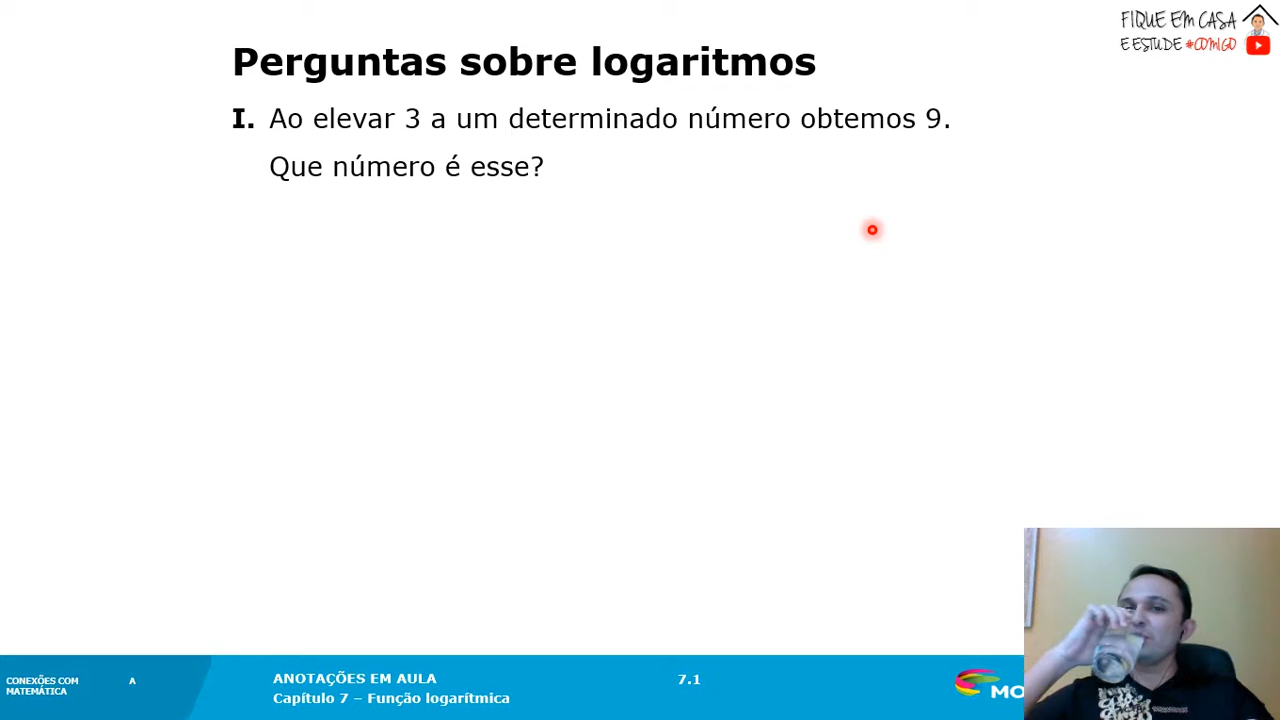 FIQUE EM CASA
E ESTUDE #COMIGO
Perguntas sobre logaritmos
I. Ao elevar 3 a um determinado número obtemos 9.
Que número é esse?
CONEXÕES COM
MATEMÁTICA
A
ANOTAÇÕES EM AULA
Capítulo 7 – Função logarítmica
7.1
MO